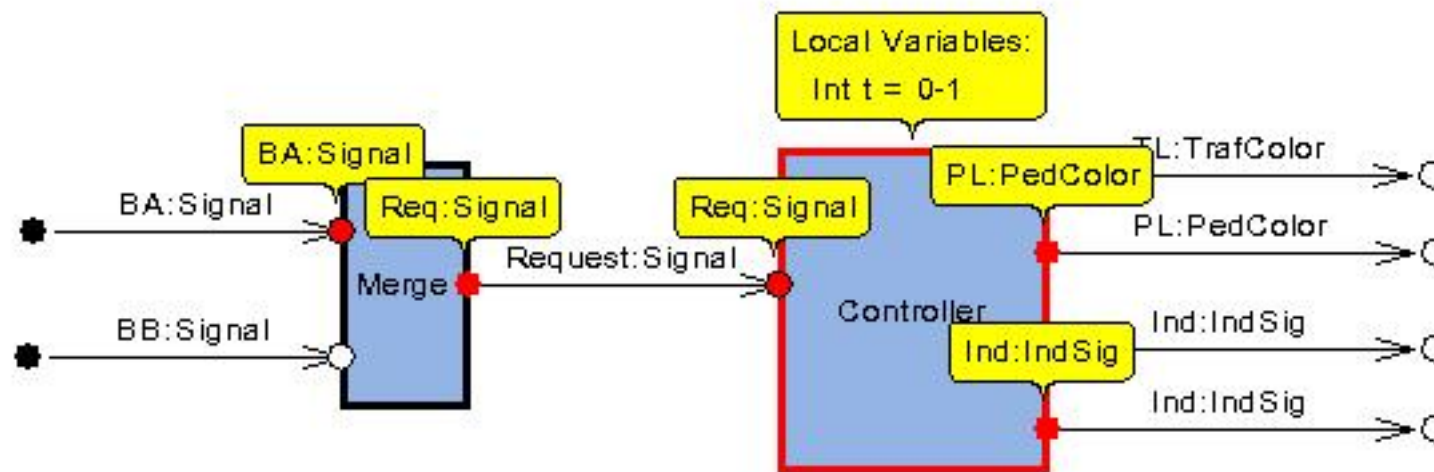 Local Variables:
Int t = 0-1
BA:Signal
TL:TrafColor
PL:PedColor
BA:Signal
Req:Signal
Req:Signal
PL:PedColor
Request:Signal
Merge
Controller
BB:Signal
Ind:IndSig
Ind:IndSig
Ind:IndSig